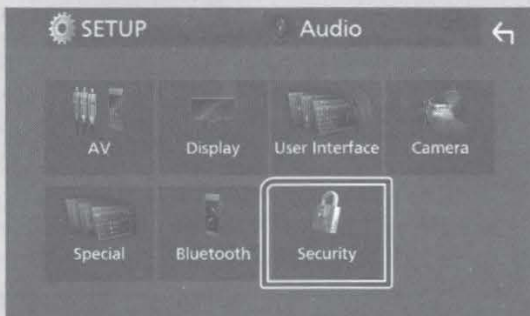 SETUP Audio
AV Display User Interface Camera
Special Bluetooth Security